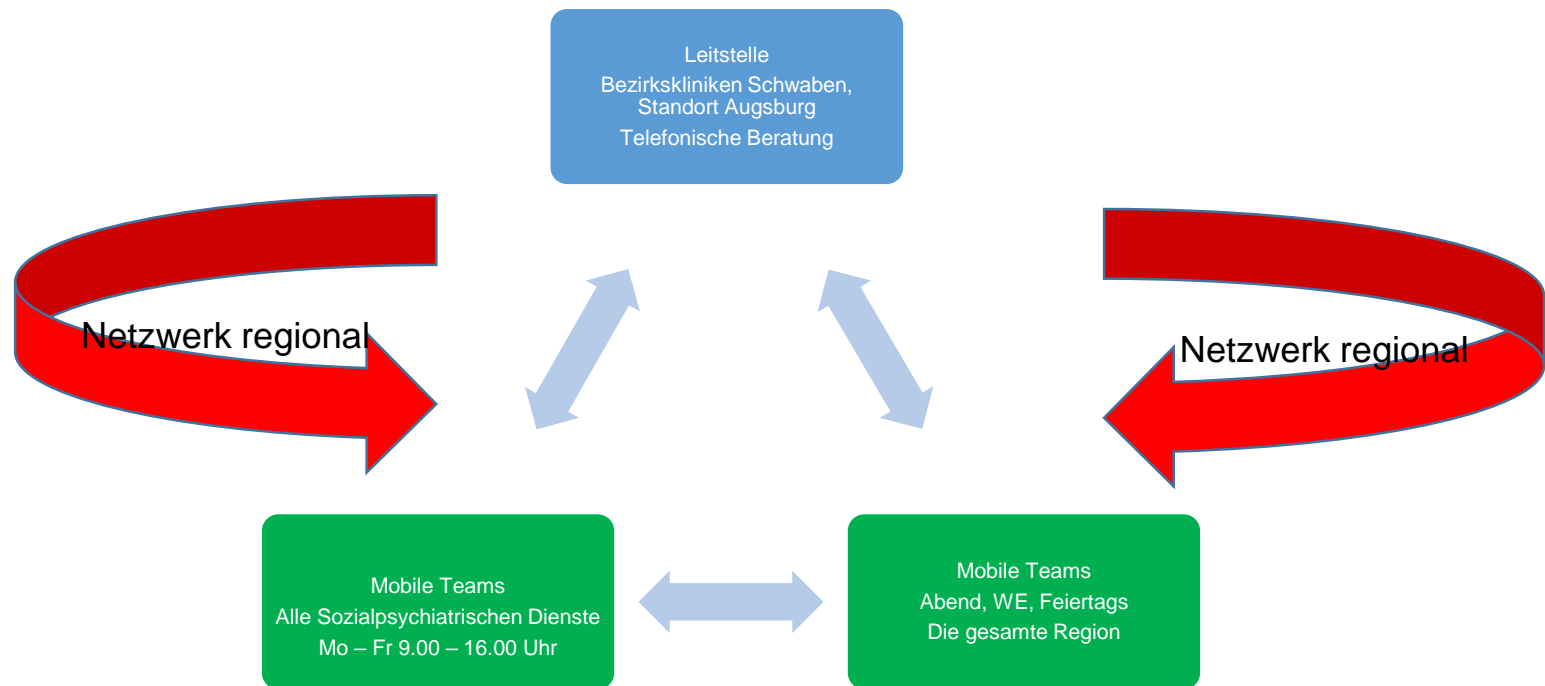 Leitstelle
Bezirkskliniken Schwaben,
Standort Augsburg
Telefonische Beratung
Netzwerk regional
Netzwerk regional
Mobile Teams
Alle Sozialpsychiatrischen Dienste
Mo – Fr 9.00 – 16.00 Uhr
Mobile Teams
Abend, WE, Feiertags
Die gesamte Region